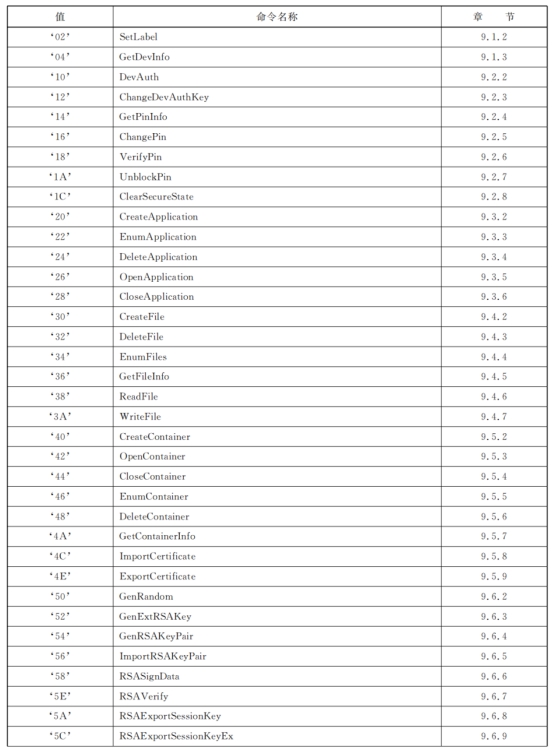 值 命令名称 章 节
‘02’ SetLabel 9.1.2
‘04’ GetDevInfo 9.1.3
‘10’ DevAuth 9.2.2
‘12’ ChangeDevAuthKey 9.2.3
‘14’ GetPinInfo 9.2.4
‘16’ ChangePin 9.2.5
‘18’ VerifyPin 9.2.6
‘1A’ UnblockPin 9.2.7
‘1C’ ClearSecureState 9.2.8
‘20’ CreateApplication 9.3.2
‘22’ EnumApplication 9.3.3
‘24’ DeleteApplication 9.3.4
‘26’ OpenApplication 9.3.5
‘28’ CloseApplication 9.3.6
‘30’ CreateFile 9.4.2
‘32’ DeleteFile 9.4.3
‘34’ EnumFiles 9.4.4
‘36’ GetFileInfo 9.4.5
‘38’ ReadFile 9.4.6
‘3A’ WriteFile 9.4.7
‘40’ CreateContainer 9.5.2
‘42’ OpenContainer 9.5.3
‘44’ CloseContainer 9.5.4
‘46’ EnumContainer 9.5.5
‘48’ DeleteContainer 9.5.6
‘4A’ GetContainerInfo 9.5.7
‘4C’ ImportCertificate 9.5.8
‘4E’ ExportCertificate 9.5.9
‘50’ GenRandom 9.6.2
‘52’ GenExtRSAKey 9.6.3
‘54’ GenRSAKeyPair 9.6.4
‘56’ ImportRSAKeyPair 9.6.5
‘58’ RSASignData 9.6.6
‘5E’ RSAVerify 9.6.7
‘5A’ RSAExportSessionKey 9.6.8
‘5C’ RSAExportSessionKeyEx 9.6.9